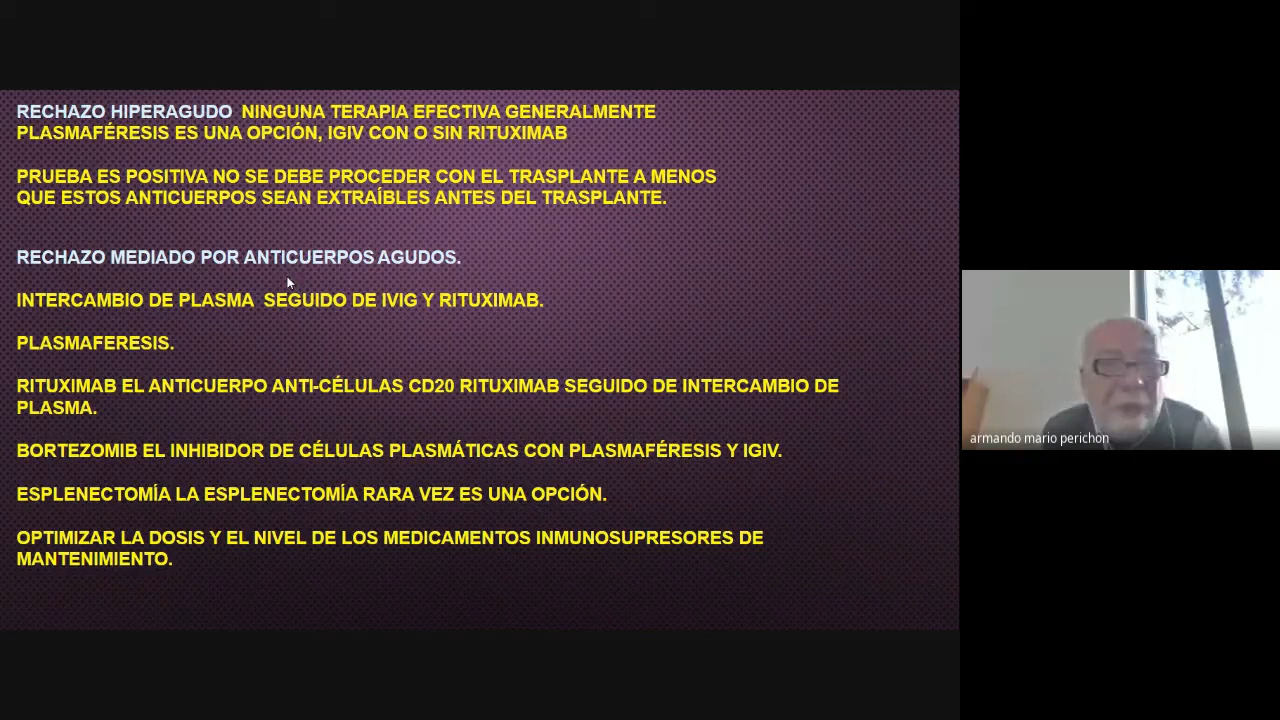 RECHAZO HIPERAGUDO NINGUNA TERAPIA EFECTIVA GENERALMENTE
PLASMAFÉRESIS ES UNA OPCIÓN, IGIV CON O SIN RITUXIMAB
PRUEBA ES POSITIVA NO SE DEBE PROCEDER CON EL TRASPLANTE A MENOS
QUE ESTOS ANTICUERPOS SEAN EXTRAÍBLES ANTES DEL TRASPLANTE.
RECHAZO MEDIADO POR ANTICUERPOS AGUDOS.
INTERCAMBIO DE PLASMA SEGUIDO DE IVIG Y RITUXIMAB.
PLASMAFERESIS.
RITUXIMAB EL ANTICUERPO ANTI-CÉLULAS CD20 RITUXIMAB SEGUIDO DE INTERCAMBIO DE
PLASMA.
BORTEZOMIB EL INHIBIDOR DE CÉLULAS PLASMÁTICAS CON PLASMAFÉRESIS Y IGIV.
ESPLENECTOMÍA LA ESPLENECTOMÍA RARA VEZ ES UNA OPCIÓN.
OPTIMIZAR LA DOSIS Y EL NIVEL DE LOS MEDICAMENTOS INMUNOSUPRESORES DE
MANTENIMIENTO.
armando mario perichon